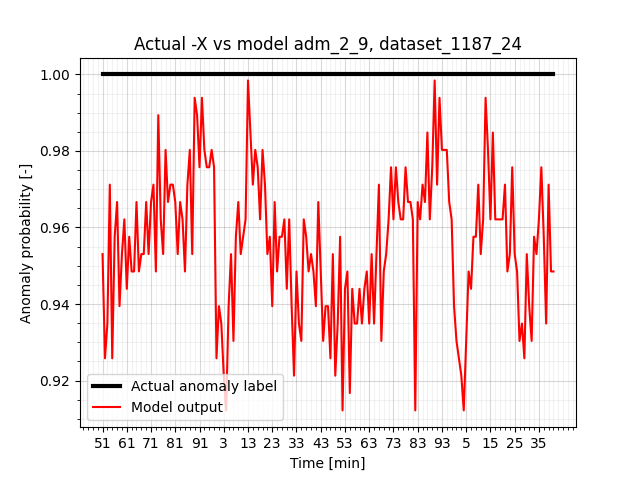 Actual -X vs model adm_2_9, dataset_1187_24
1.00
0.98
0.96
0.94
0.92
Anomaly probability [-]
Actual anomaly label
Model output
51 61 71 81 91 3 13 23 33 43 53 63 73 83 93 5 15 25 35
Time [min]